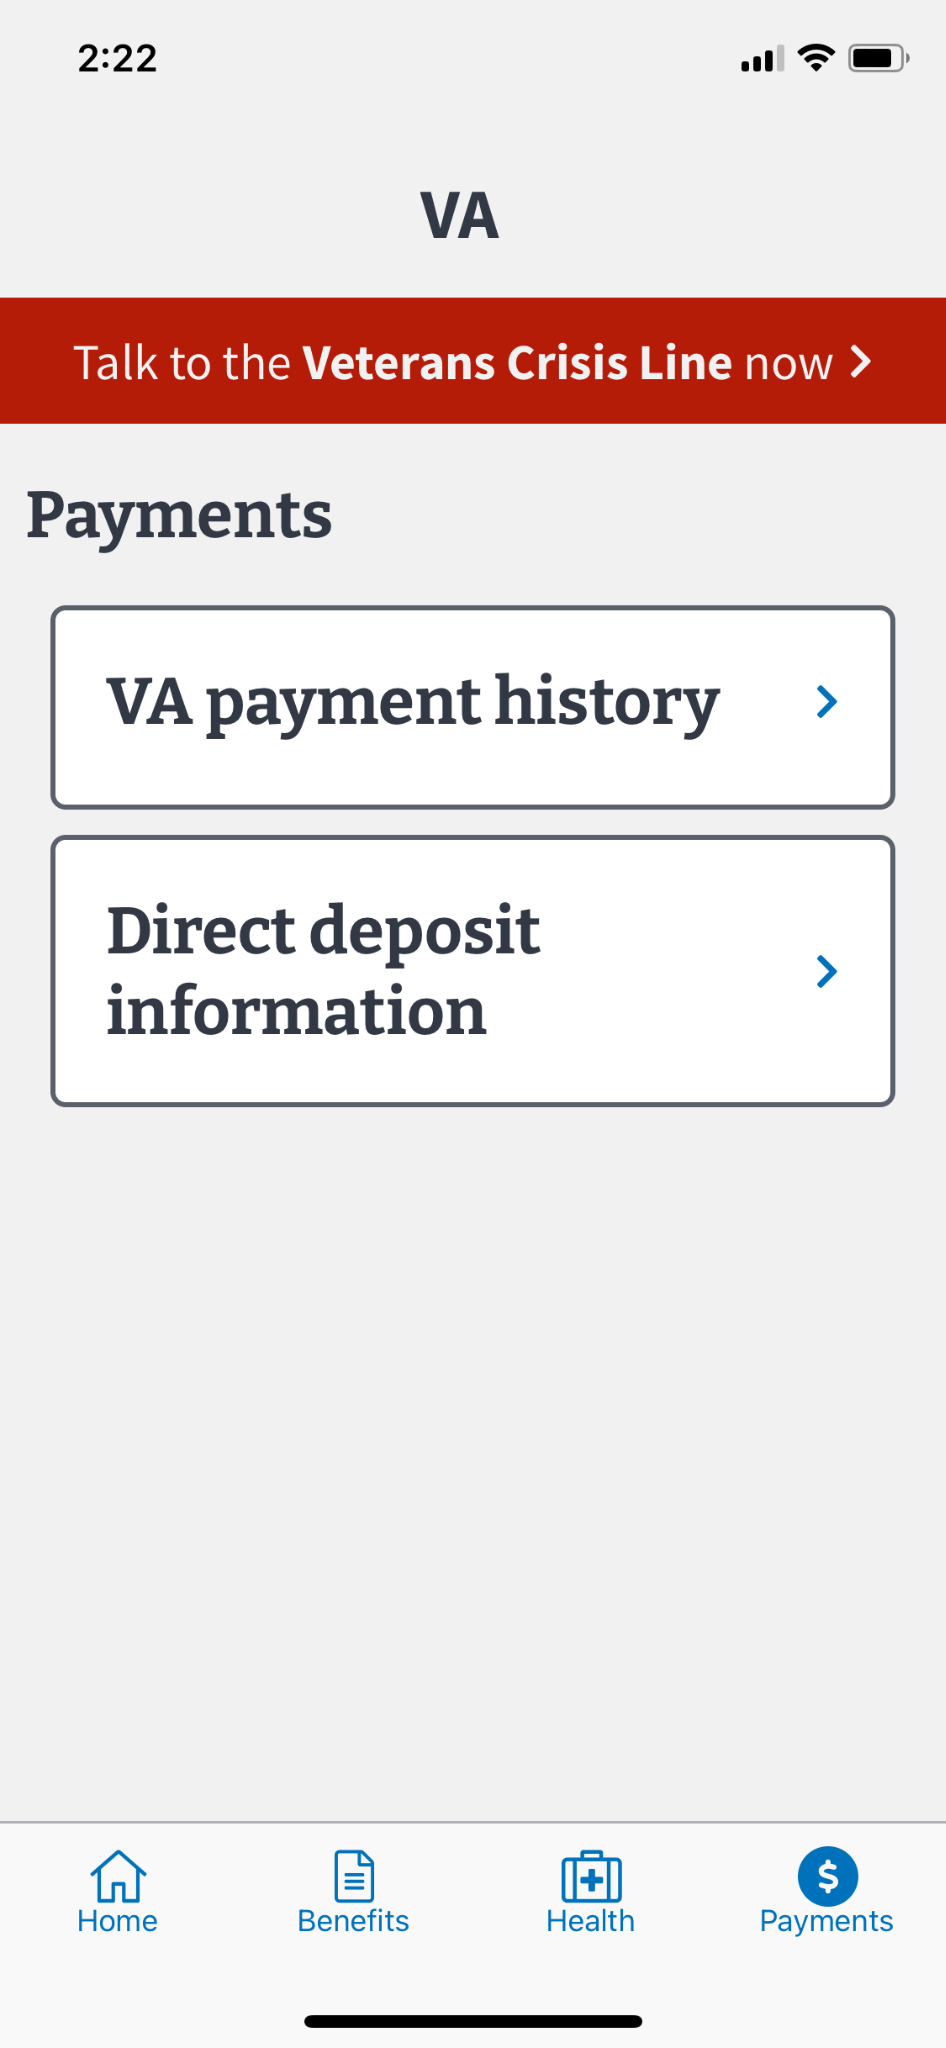 2:22
VA
Talk to the Veterans Crisis Line now
Payments
VA payment history
Direct deposit
information
Home
Benefits
Health
$
Payments